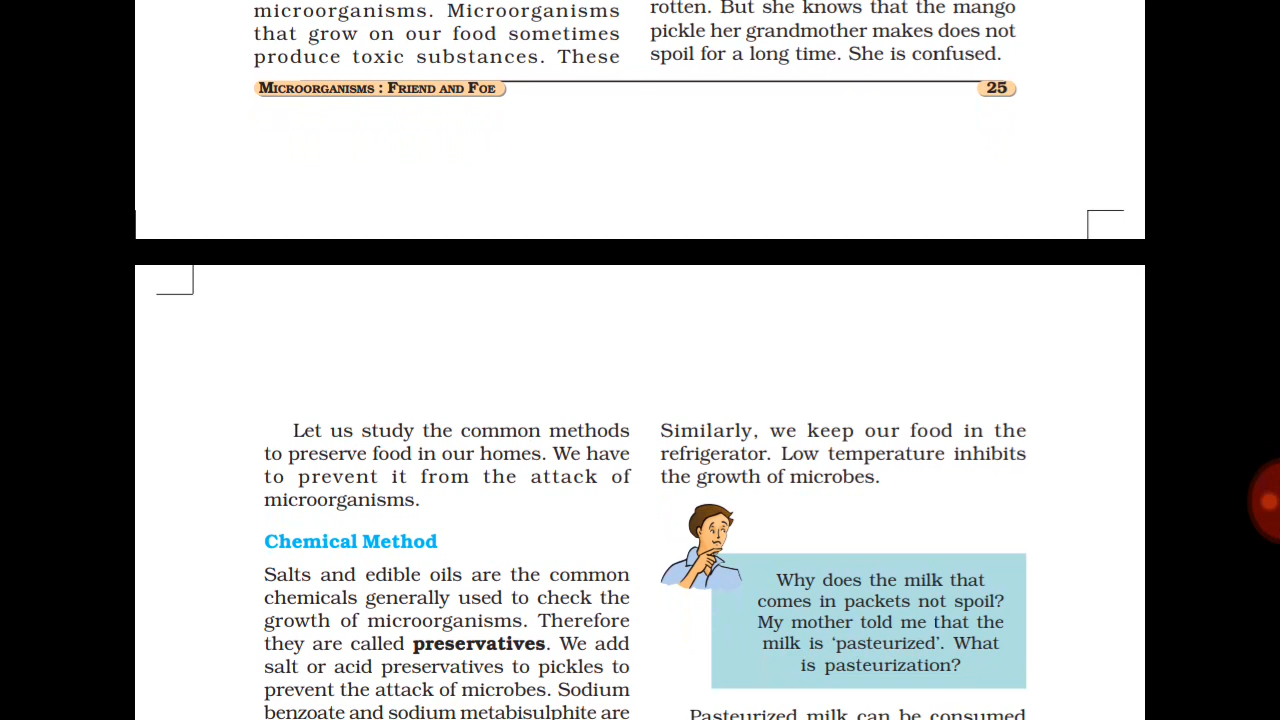 microorganisms. Microorganisms
that grow on our food sometimes
produce toxic substances. These
rotten. But she knows that the mango
pickle her grandmother makes does not
spoil for a long time. She is confused.
MICROORGANISMS : FRIEND AND FOE
25
Let us study the common methods
to preserve food in our homes. We have
to prevent it from the attack of
microorganisms.
Chemical Method
Salts and edible oils are the common
chemicals generally used to check the
growth of microorganisms. Therefore
they are called preservatives. We add
salt or acid preservatives to pickles to
prevent the attack of microbes. Sodium
benzoate and sodium metabisulphite are
Similarly, we keep our food in the
refrigerator. Low temperature inhibits
the growth of microbes.
Why does the milk that
comes in packets not spoil?
My mother told me that the
milk is ‘pasteurized’. What
is pasteurization?
Pasteurized milk can be consumed